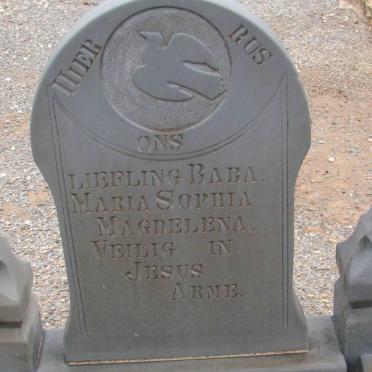 HIER RUS
ONS
LIEFLING BABA.
MARIA SOPHIA
MAGDELENA.
VEILIG IN
JESUS
ARME.